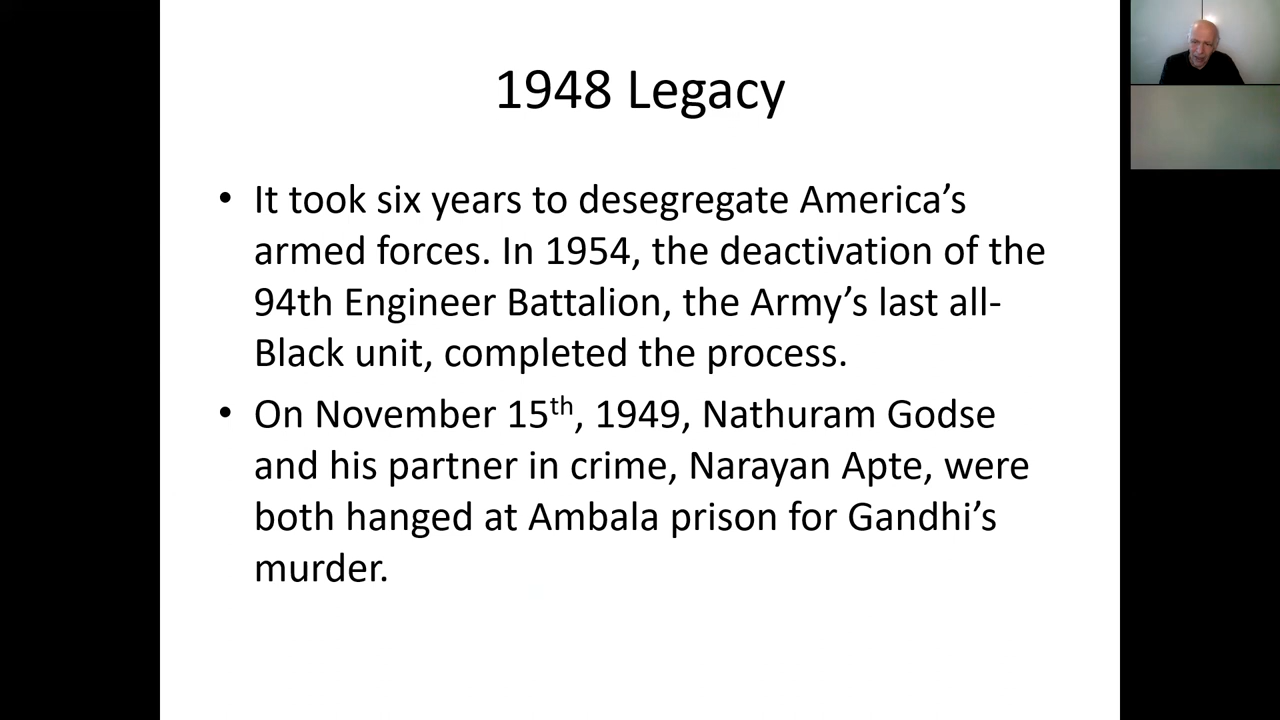 1948 Legacy
• It took six years to desegregate America’s
armed forces. In 1954, the deactivation of the
94th Engineer Battalion, the Army’s last all-
Black unit, completed the process.
• On November 15th, 1949, Nathuram Godse
and his partner in crime, Narayan Apte, were
both hanged at Ambala prison for Gandhi’s
murder.